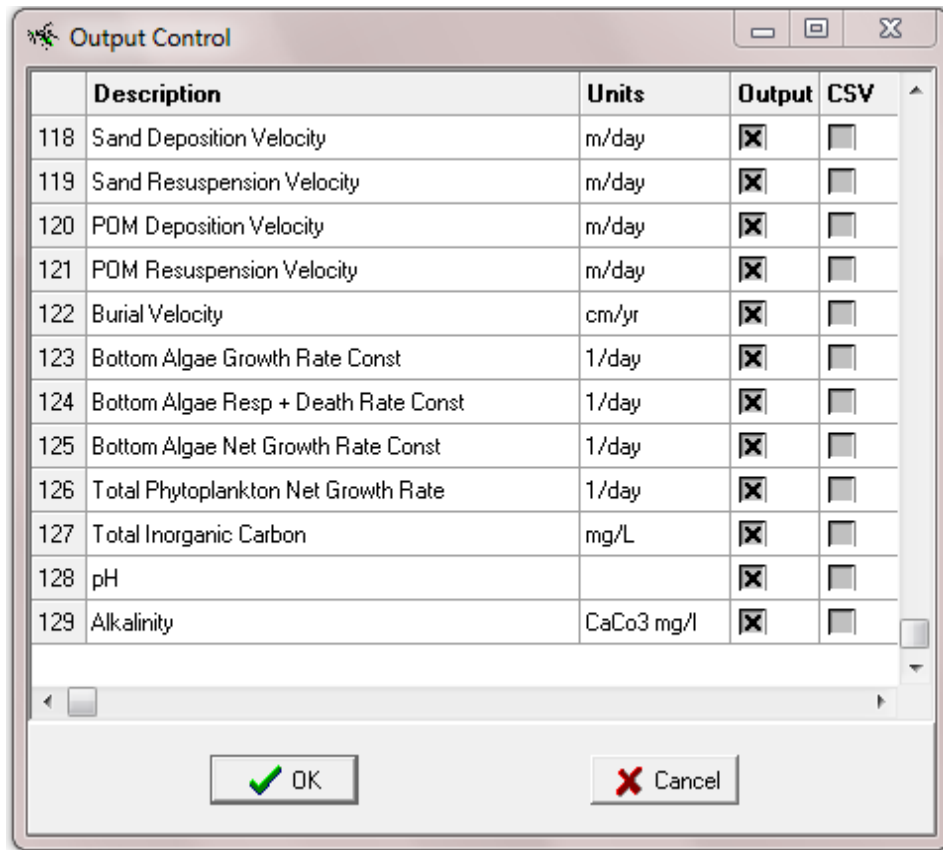 Output Control
Description Units Output CSV
118 Sand Deposition Velocity m/day
119 Sand Resuspension Velocity m/day
120 POM Deposition Velocity m/day
121 POM Resuspension Velocity m/day
122 Burial Velocity cm/yr
123 Bottom Algae Growth Rate Const 1/day
124 Bottom Algae Resp + Death Rate Const 1/day
125 Bottom Algae Net Growth Rate Const 1/day
126 Total Phytoplankton Net Growth Rate 1/day
127 Total Inorganic Carbon mg/L
128 pH
129 Alkalinity CaCo3 mg/l
OK Cancel